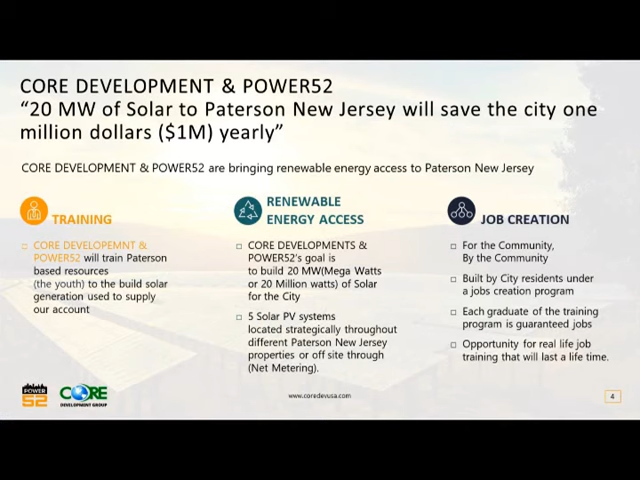 CORE DEVELOPMENT & POWER52
“20 MW of Solar to Paterson New Jersey will save the city one
million dollars ($1M) yearly”
CORE DEVELOPMENT & POWER52 are bringing renewable energy access to Paterson New Jersey
TRAINING
CORE DEVELOPEMNT &
POWER52 will train Paterson
based resources
(the youth) to the build solar
generation used to supply
our account
RENEWABLE
ENERGY ACCESS
CORE DEVELOPMENTS &
POWER52's goal is
to build 20 MW(Mega Watts
or 20 Million watts) of Solar
for the City
5 Solar PV systems
located strategically throughout
different Paterson New Jersey
properties or off site through
(Net Metering).
JOB CREATION
For the Community,
By the Community
Built by City residents under
a jobs creation program
Each graduate of the training
program is guaranteed jobs
Opportunity for real life job
training that will last a life time.
POWER
52
CORE
DEVELOPMENT GROUP
www.coredevusa.com
4